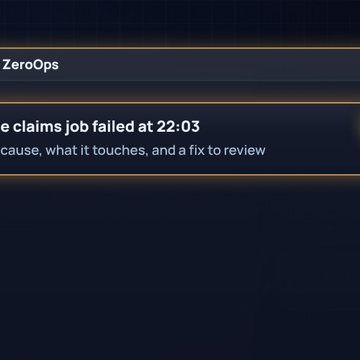 ZeroOps
e claims job failed at 22:03
cause, what it touches, and a fix to review